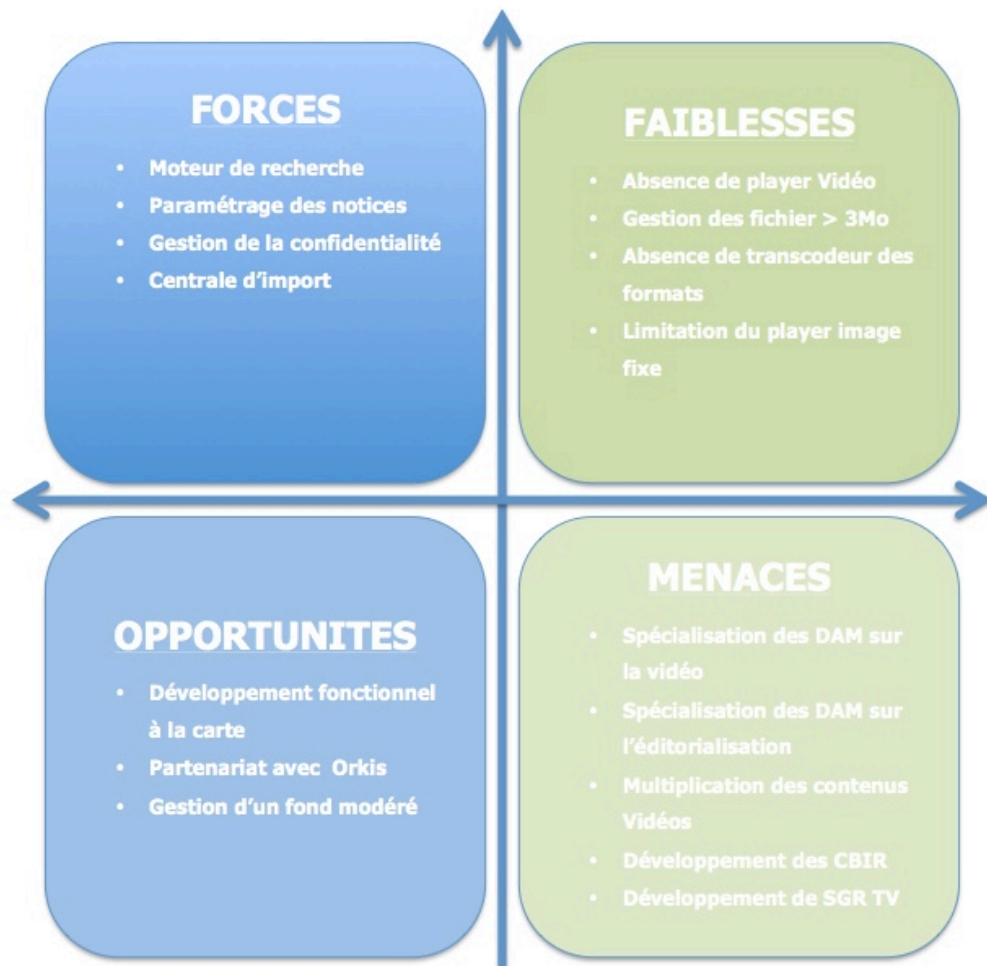 FORCES
• Moteur de recherche
• Paramétrage des notices
• Gestion de la confidentialité
• Centrale d'import
FAIBLESSES
• Absence de player Vidéo
• Gestion des fichier > 3Mo
• Absence de transcodeur des
formats
• Limitation du player image
fixe
OPPORTUNITES
• Développement fonctionnel
à la carte
• Partenariat avec Orkis
• Gestion d'un fond modéré
MENACES
• Spécialisation des DAM sur
la vidéo
• Spécialisation des DAM sur
l'éditorialisation
• Multiplication des contenus
Vidéos
• Développement des CBIR
• Développement de SGR TV